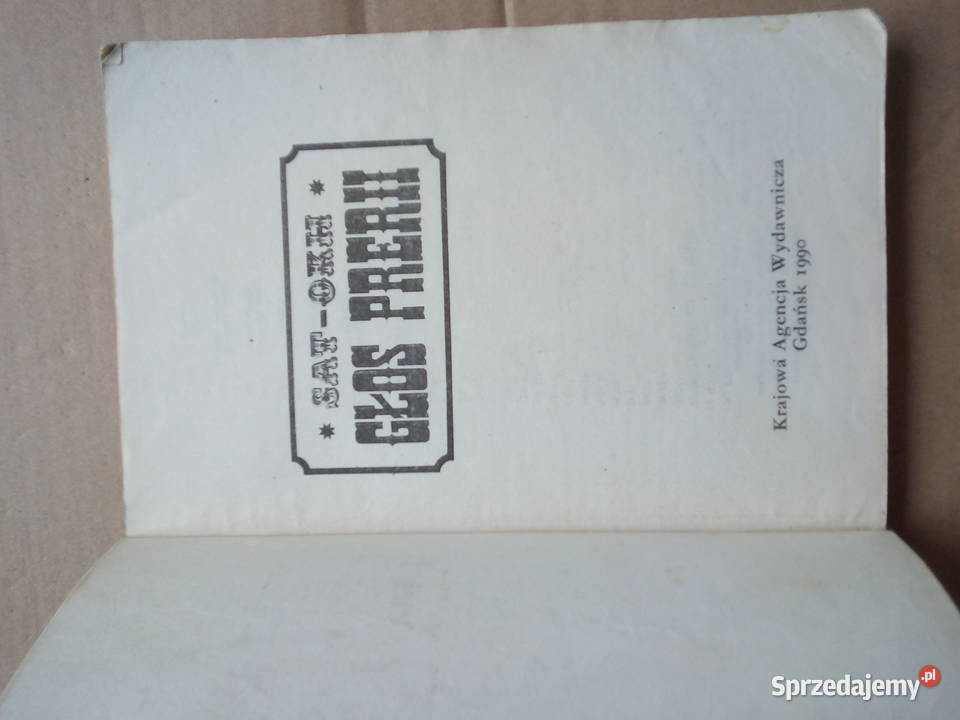 * SAT-OKH *
GŁOS PRERII
Krajowa Agencja Wydawnicza
Gdańsk 1990
Sprzedajemy.pl